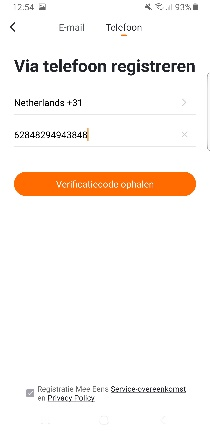 12.54
93%
E-mail Telefoon
Via telefoon registreren
Netherlands +31
62848294943848
Verificatiecode ophalen
Registratie Mee Eens Service-overeenkomst
en Privacy Policy